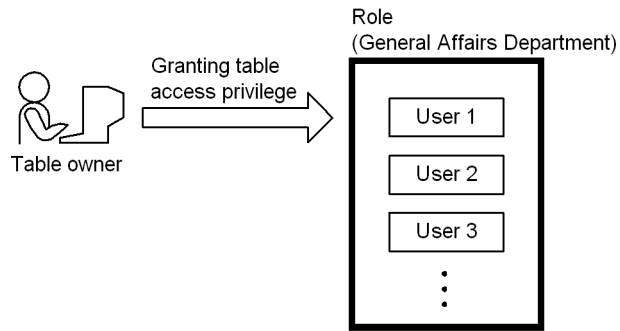 Role
(General Affairs Department)
Granting table
access privilege
Table owner
User 1
User 2
User 3